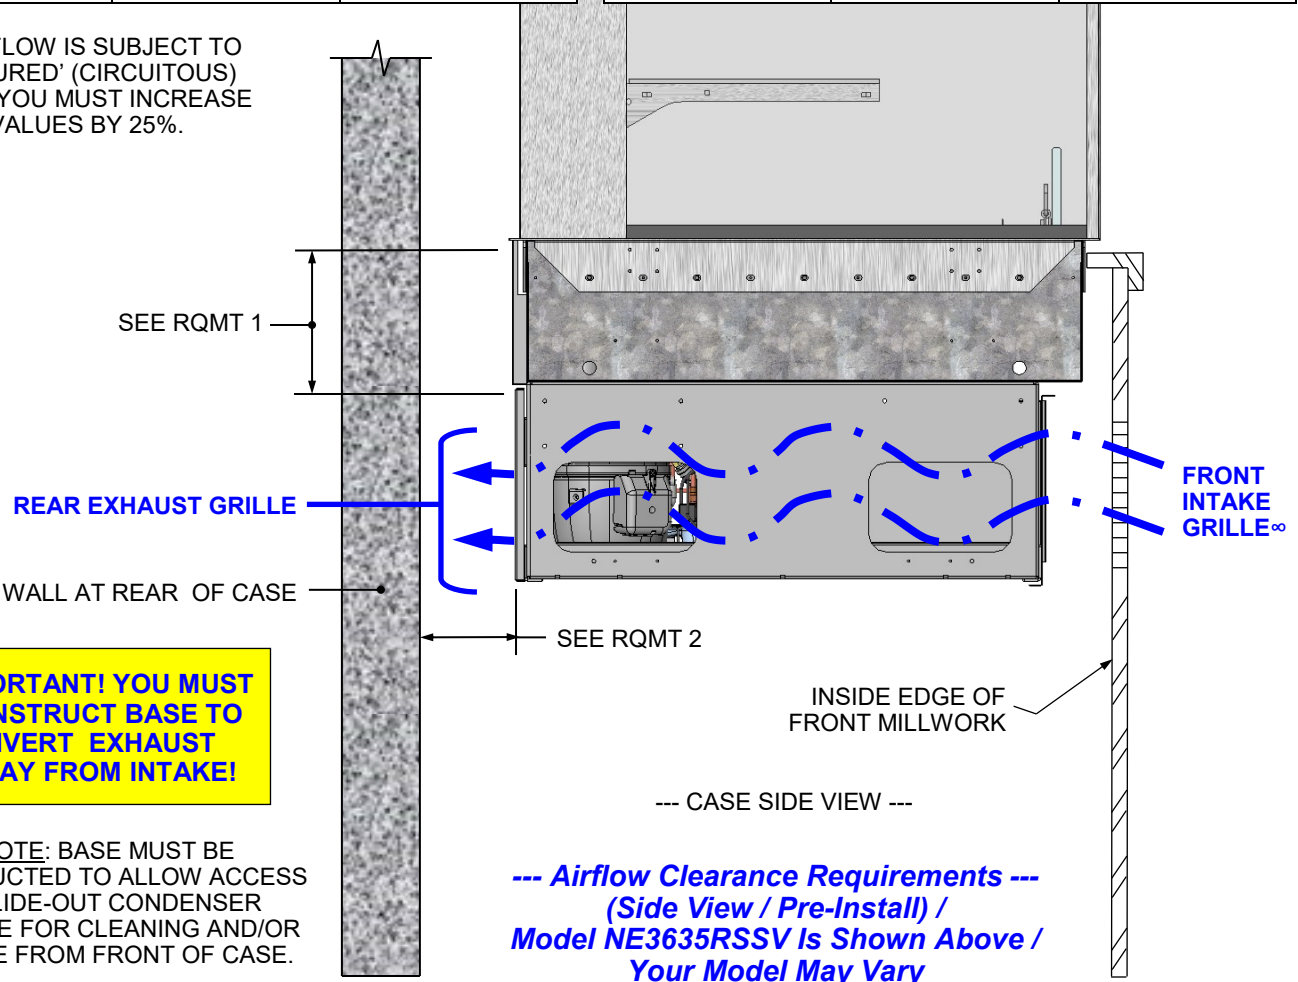 FLOW IS SUBJECT TO
URED’ (CIRCUITOUS)
YOU MUST INCREASE
VALUES BY 25%.
SEE RQMT 1
REAR EXHAUST GRILLE
FRONT
INTAKE
GRILLE∞
WALL AT REAR OF CASE
SEE RQMT 2
ORTANT! YOU MUST
NSTRUCT BASE TO
IVERT EXHAUST
AY FROM INTAKE!
INSIDE EDGE OF
FRONT MILLWORK
--- CASE SIDE VIEW ---
OTE: BASE MUST BE
UCTED TO ALLOW ACCESS
LIDE-OUT CONDENSER
E FOR CLEANING AND/OR
E FROM FRONT OF CASE.
--- Airflow Clearance Requirements ---
(Side View / Pre-Install) /
Model NE3635RSSV Is Shown Above /
Your Model May Vary